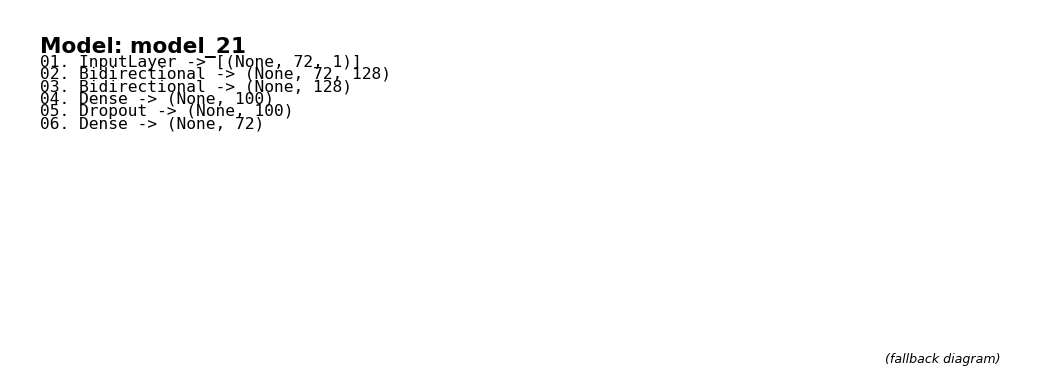 Model: model_21
01. InputLayer -> [(None, 72, 1)]
02. Bidirectional -> (None, 72, 128)
03. Bidirectional -> (None, 128)
04. Dense -> (None, 100)
05. Dropout -> (None, 100)
06. Dense -> (None, 72)
(fallback diagram)